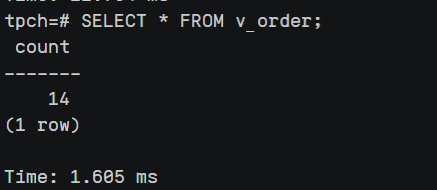 tpch=# SELECT * FROM v_order;
 count
-------
    14
(1 row)

Time: 1.605 ms